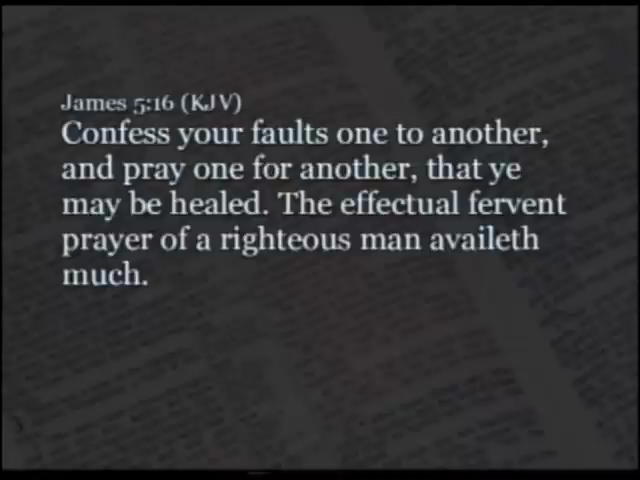 James 5:16 (KJV)
Confess your faults one to another,
and pray one for another, that ye
may be healed. The effectual fervent
prayer of a righteous man availeth
much.